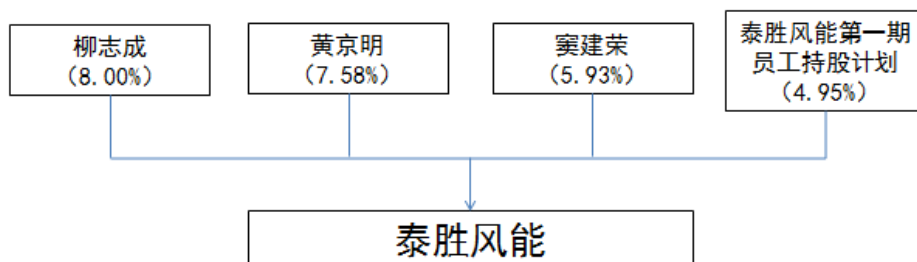 柳志成
（8.00%）
黄京明
（7.58%）
窦建荣
（5.93%）
泰胜风能第一期
员工持股计划
（4.95%）
泰胜风能